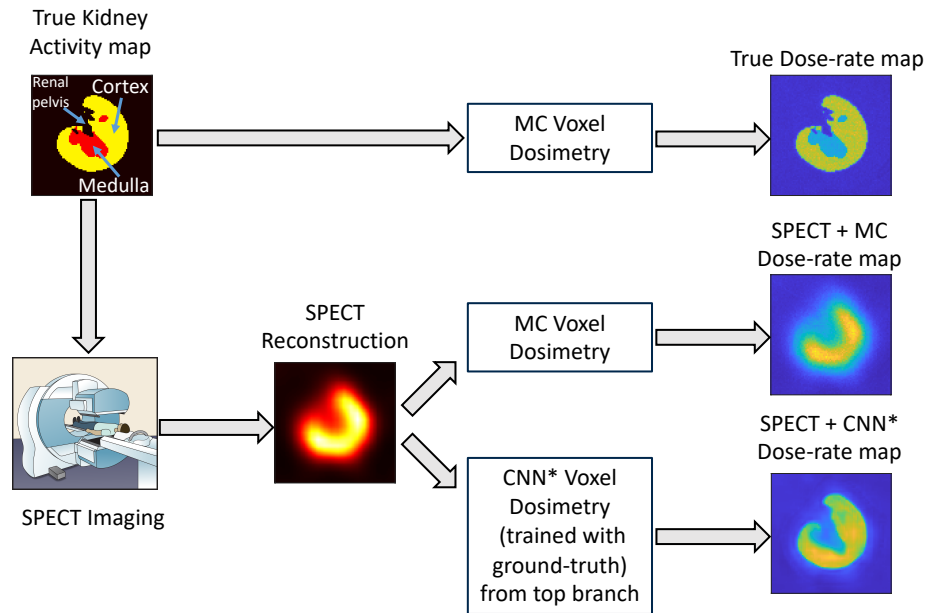 True Kidney
Activity map
Renal
pelvis
Cortex
Medulla
MC Voxel
Dosimetry
True Dose-rate map
SPECT + MC
Dose-rate map
SPECT
Reconstruction
MC Voxel
Dosimetry
SPECT + CNN*
Dose-rate map
SPECT Imaging
CNN* Voxel
Dosimetry
(trained with
ground-truth)
from top branch